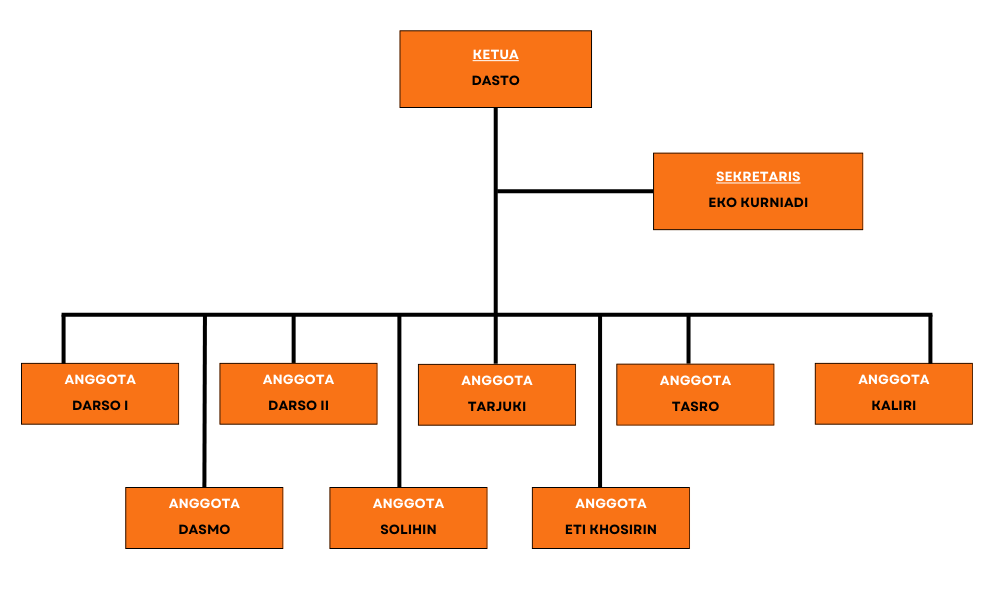 KETUA
DASTO
SEKRETARIS
EKO KURNIADI
ANGGOTA
DARSO I
ANGGOTA
DARSO II
ANGGOTA
TARJUKI
ANGGOTA
TASRO
ANGGOTA
KALIRI
ANGGOTA
DASMO
ANGGOTA
SOLIHIN
ANGGOTA
ETI KHOSIRIN